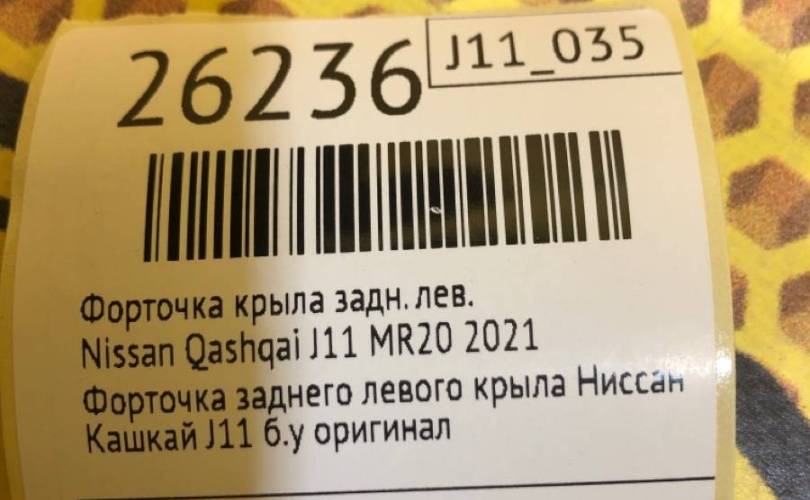 26236
J11_035
Форточка крыла задн. лев.
Nissan Qashqai J11 MR20 2021
Форточка заднего левого крыла Ниссан
Кашкай J11 б.у оригинал